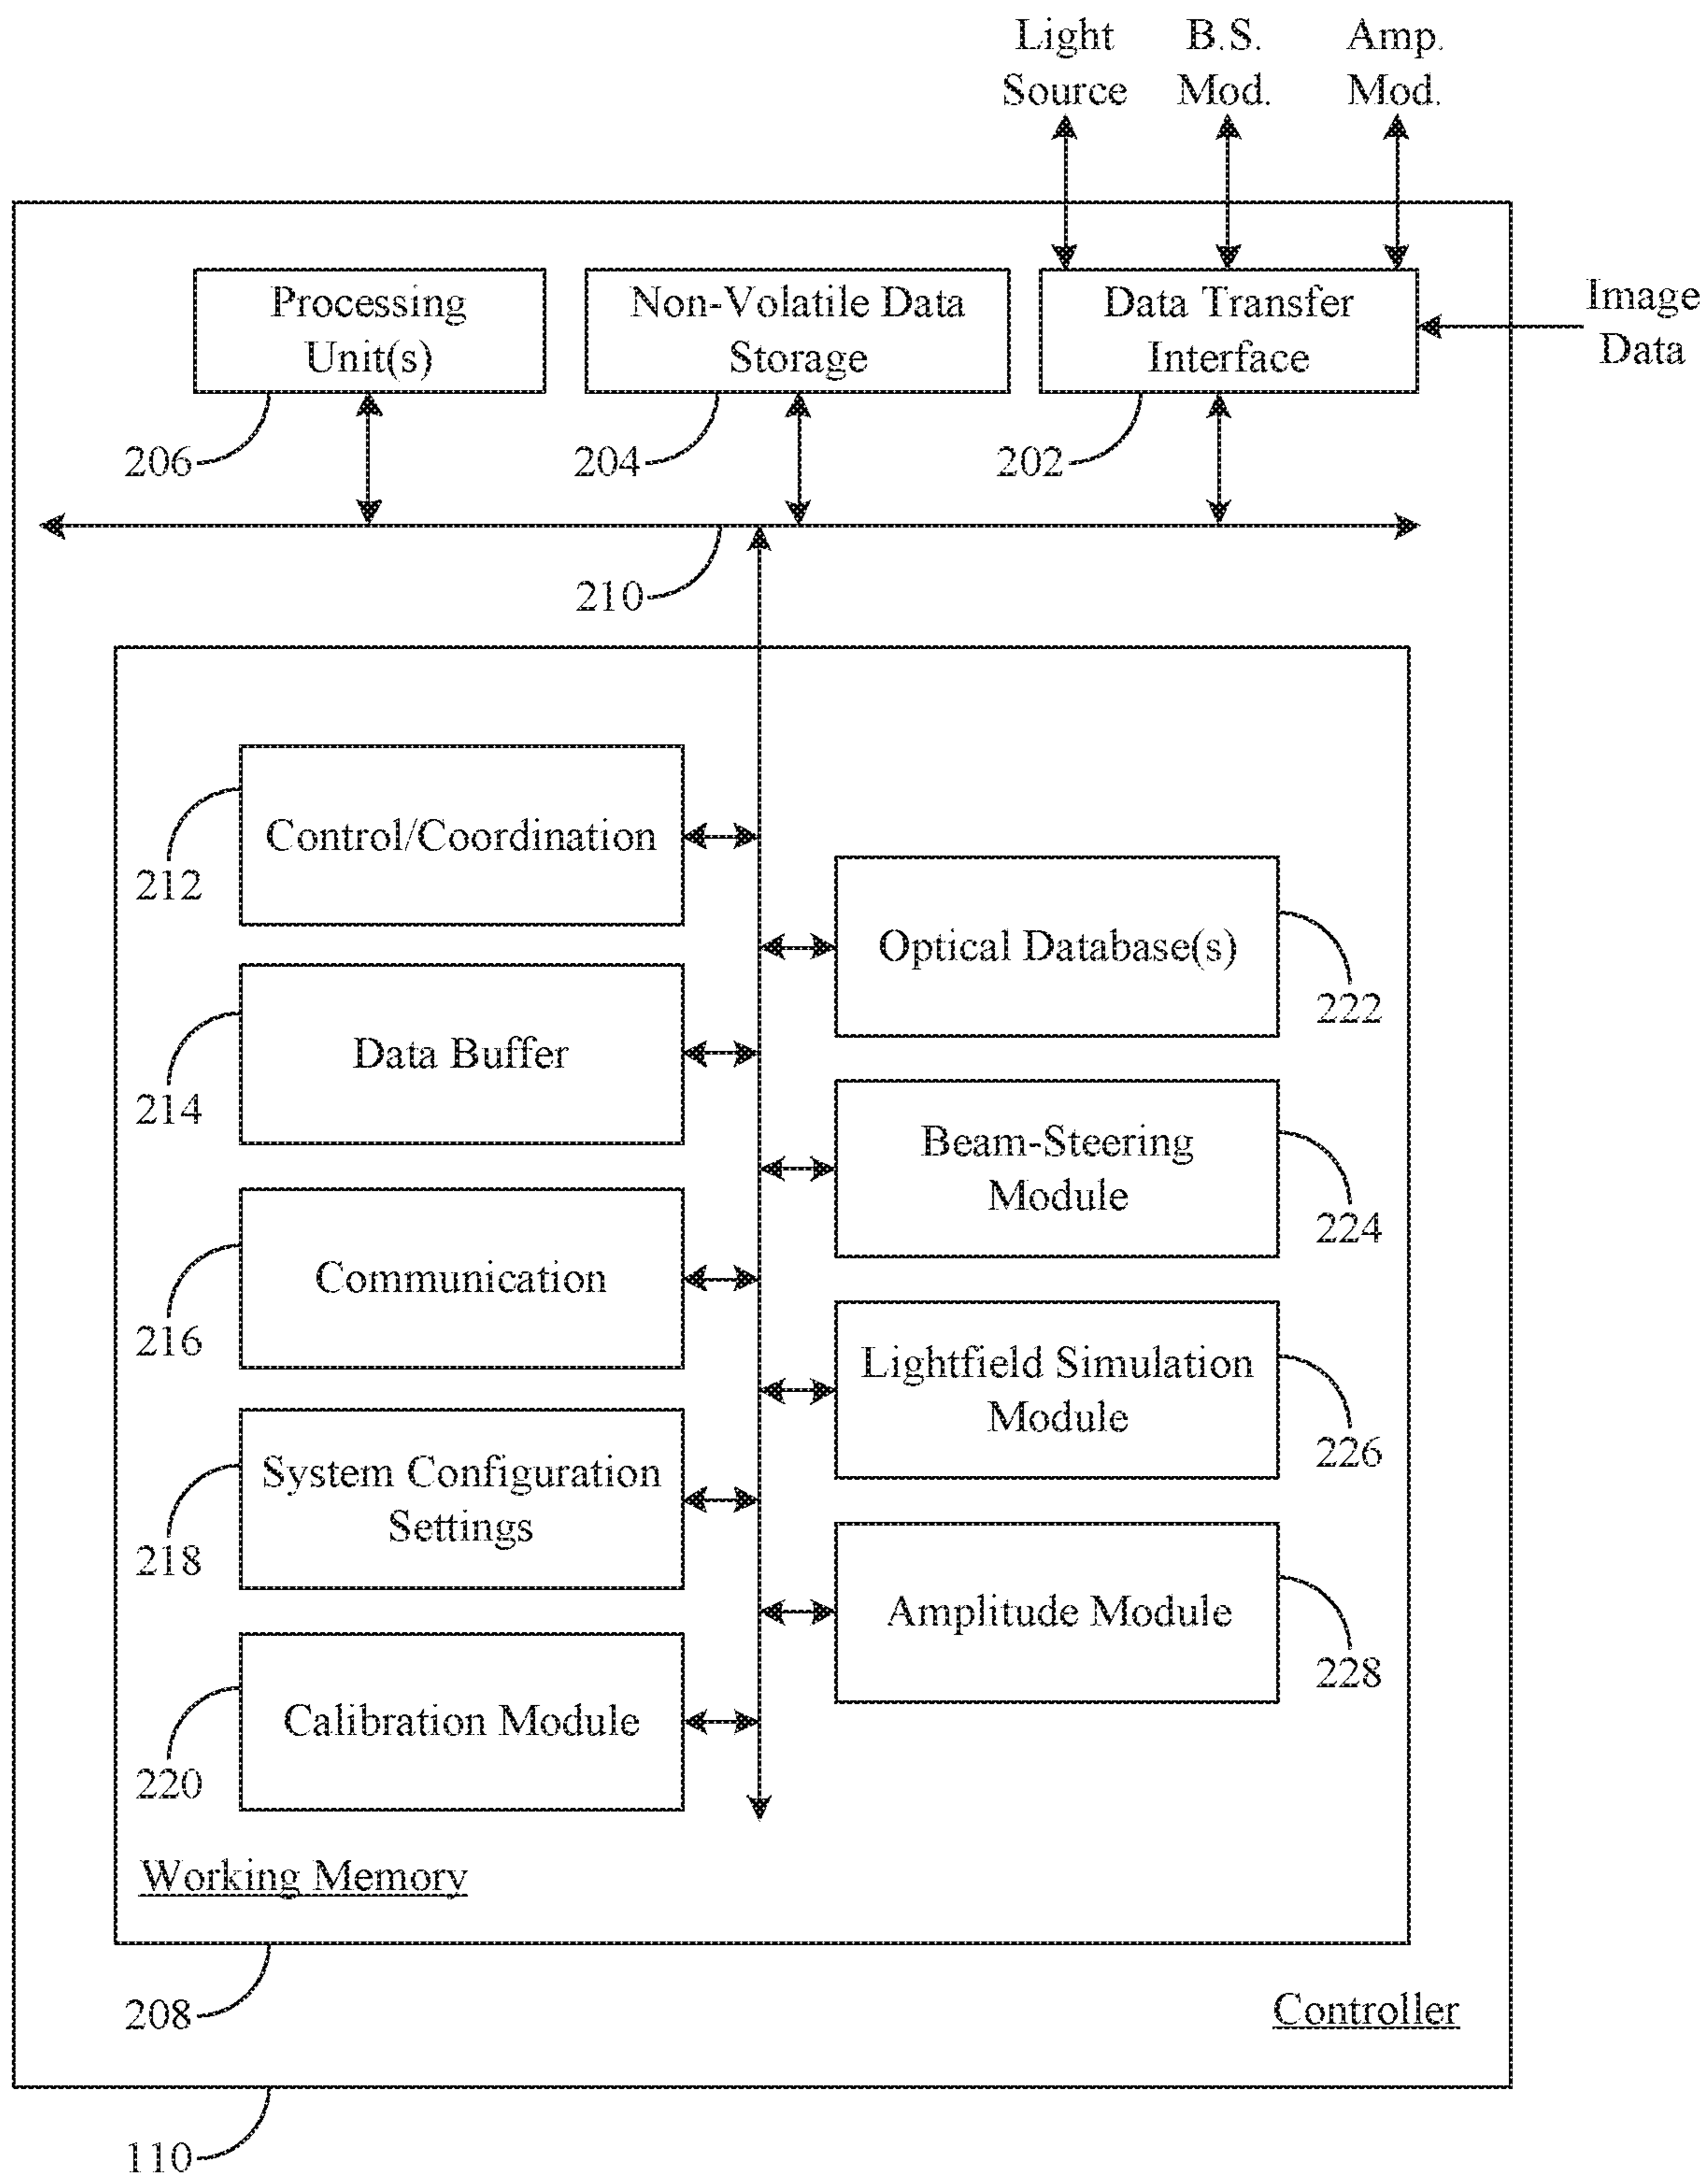 Light
Source
B.S.
Mod.
Amp.
Mod.
Processing
Unit(s)
Non-Volatile Data
Storage
Data Transfer
Interface
Image
Data
206
204
202
210
Control/Coordination
212
Optical Database(s)
222
Data Buffer
214
Beam-Steering
Module
224
Communication
216
Lightfield Simulation
Module
226
System Configuration
Settings
218
Amplitude Module
228
Calibration Module
220
Working Memory
208
Controller
110